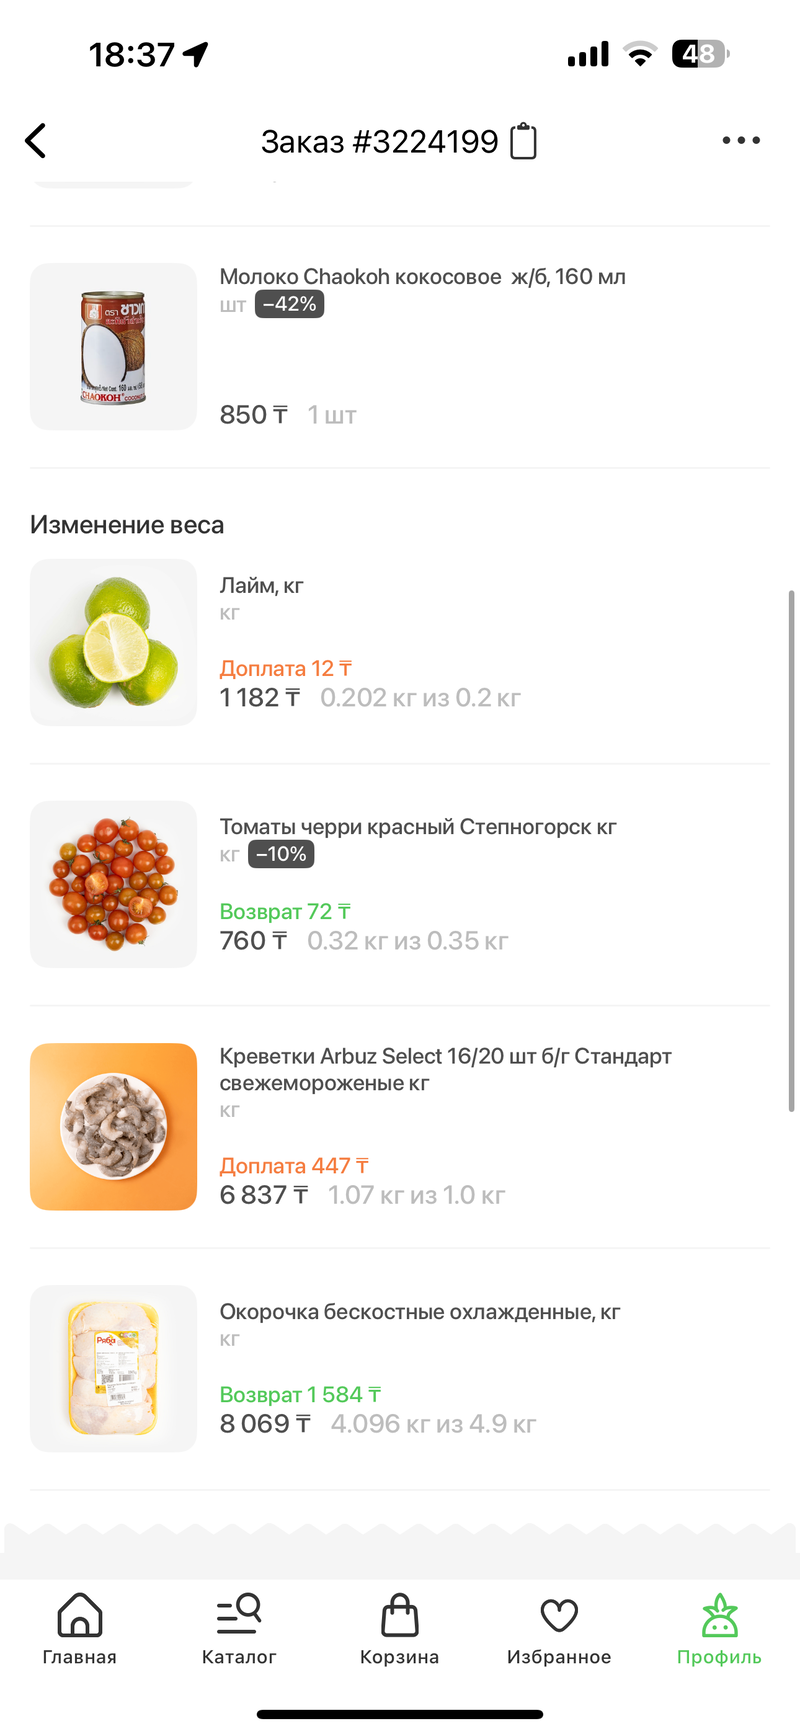 18:37
48
Заказ #3224199
Молоко Chaokoh кокосовое ж/б, 160 мл
шт −42%
850 ₸ 1 шт
Изменение веса
Лайм, кг
кг
Доплата 12 ₸
1 182 ₸ 0.202 кг из 0.2 кг
Томаты черри красный Степногорск кг
кг −10%
Возврат 72 ₸
760 ₸ 0.32 кг из 0.35 кг
Креветки Arbuz Select 16/20 шт б/г Стандарт
свежемороженые кг
кг
Доплата 447 ₸
6 837 ₸ 1.07 кг из 1.0 кг
Окорочка бескостные охлажденные, кг
кг
Возврат 1 584 ₸
8 069 ₸ 4.096 кг из 4.9 кг
Главная
Каталог
Корзина
Избранное
Профиль